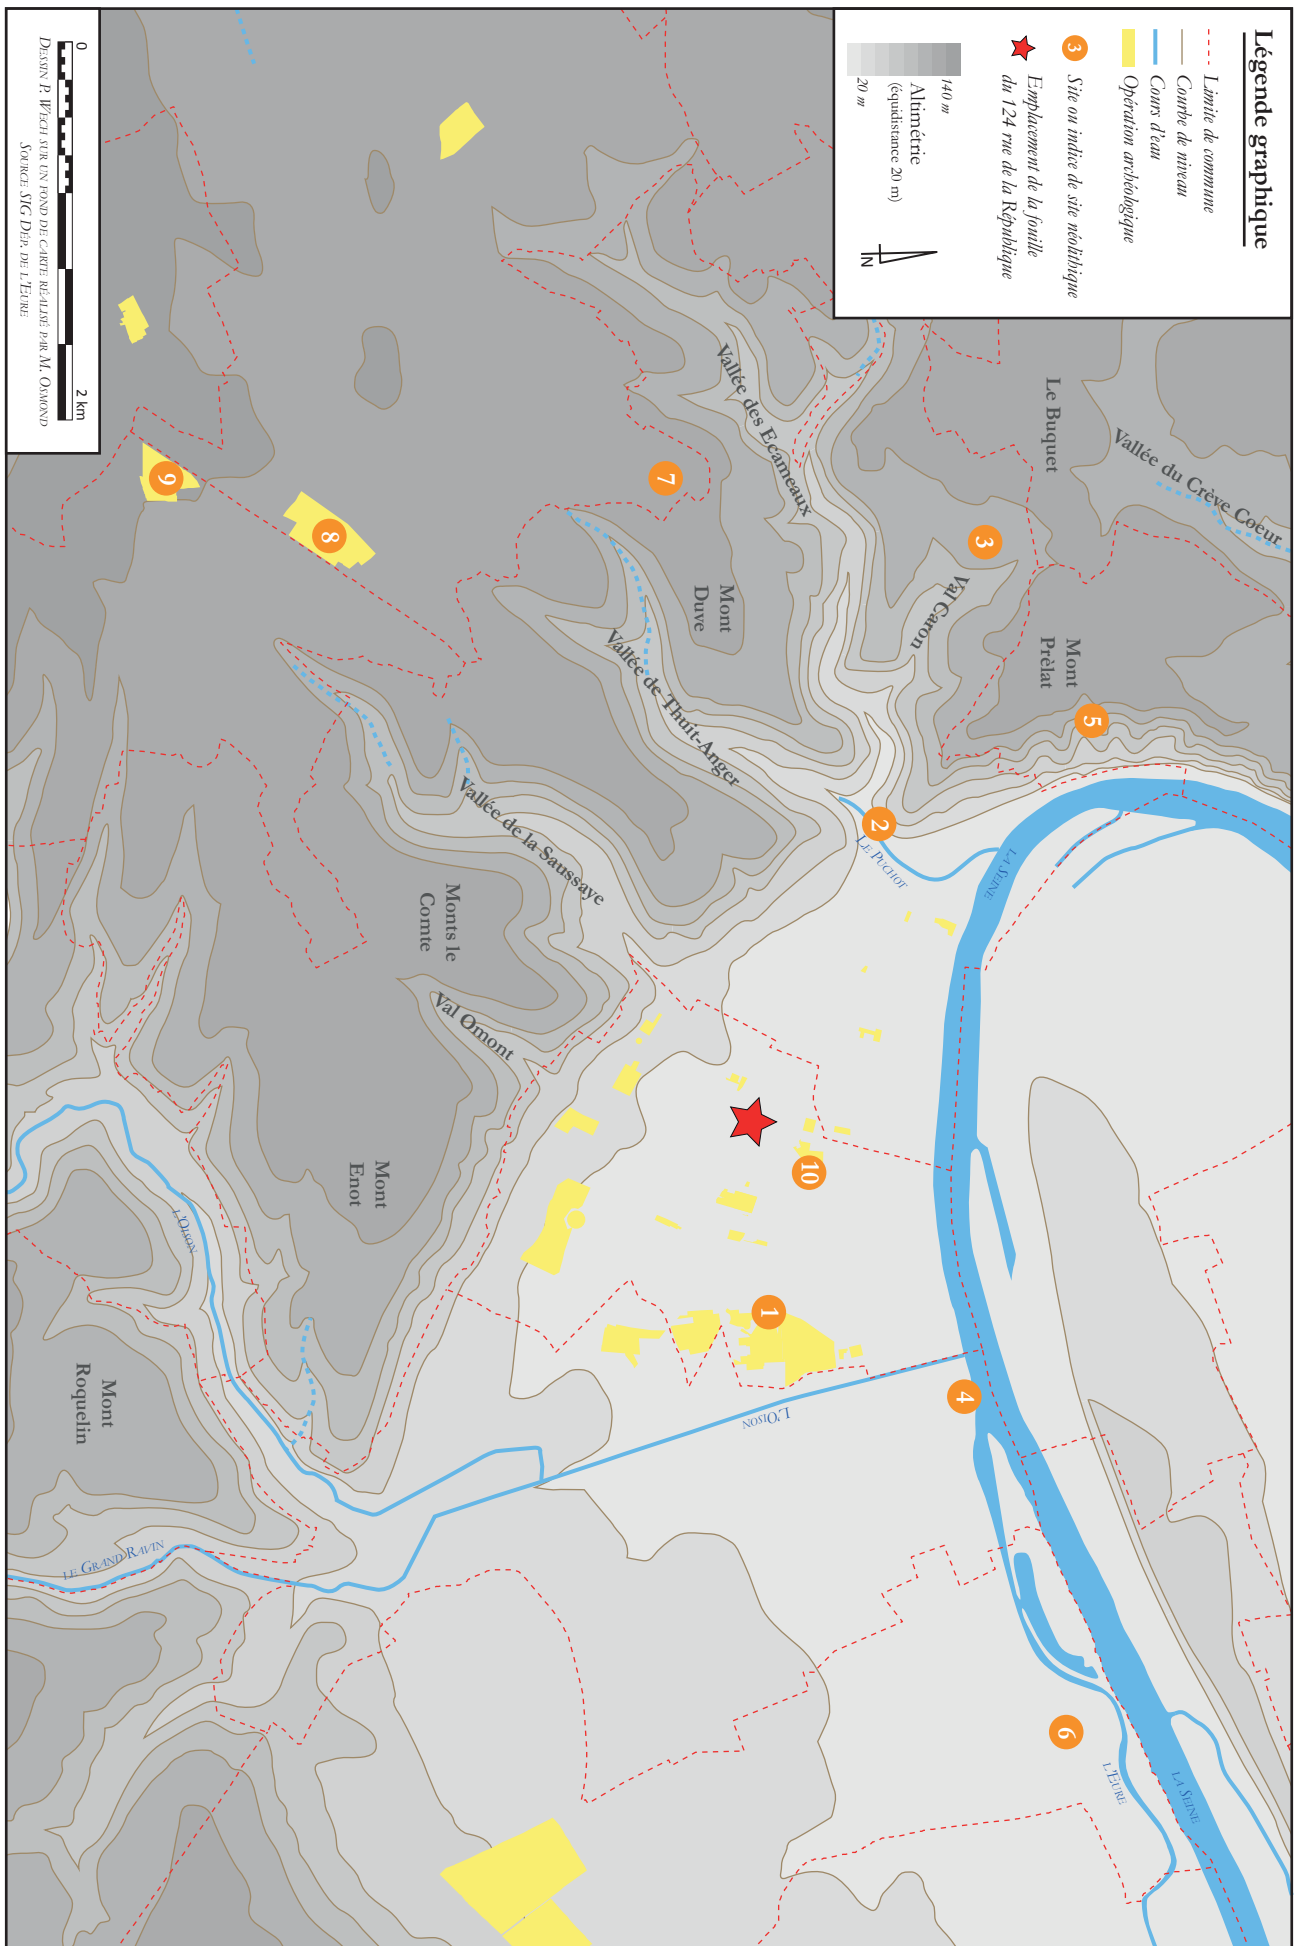 Légende graphique
Limite de commune
Courbe de niveau
Cours d'eau
Opération archéologique
3
Site ou indice de site néolithique
Emplacement de la fouille
du 124 rue de la République
140 m
20 m
Altimétrie
(équidistance 20 m)
N
Vallée du Crève Coeur
Le Buquet
Mont
Prêlat
3
Val Caron
5
Vallée des Ecameaux
7
Mont
Duve
2
Le Puchot
La Seine
Vallée de Thuit-Anger
Vallée de la Saussaye
8
9
Monts le
Comte
Val Omont
Mont
Enot
10
1
4
L'Oison
L'Oison
6
L'Eure
La Seine
Mont
Roquelin
Le Grand Ravin
0
2 km
Dessin P. Wech sur un fond de carte réalisé par M. Osmond
Source SIG Dép. de l'Eure